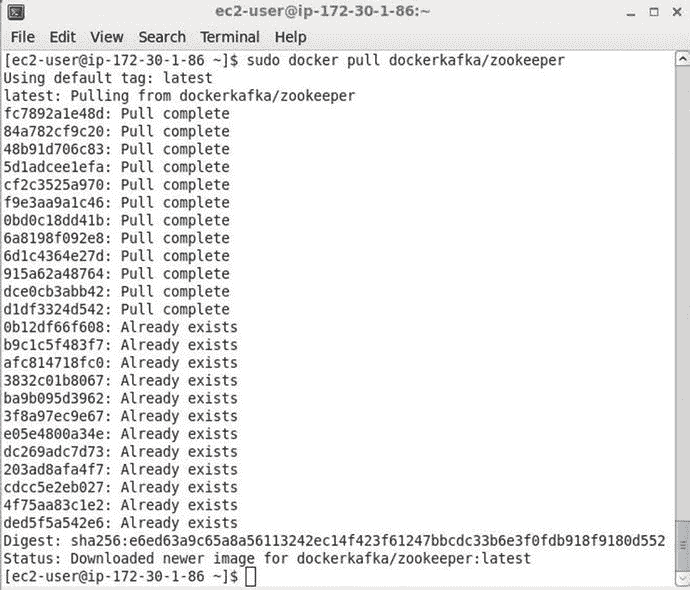 ec2-user@ip-172-30-1-86:~
File Edit View Search Terminal Help
[ec2-user@ip-172-30-1-86 ~]$ sudo docker pull dockerkafka/zookeeper
Using default tag: latest
latest: Pulling from dockerkafka/zookeeper
fc7892a1e48d: Pull complete
84a782cf9c20: Pull complete
48b91d706c83: Pull complete
5d1adcee1efa: Pull complete
cf2c3525a970: Pull complete
f9e3aa9a1c46: Pull complete
0bd0c18dd41b: Pull complete
6a8198f092e8: Pull complete
6d1c4364e27d: Pull complete
915a62a48764: Pull complete
dce0cb3abb42: Pull complete
d1df3324d542: Pull complete
0b12df66f608: Already exists
b9c1c5f483f7: Already exists
afc814718fc0: Already exists
3832c01b8067: Already exists
ba9b095d3962: Already exists
3f8a97ec9e67: Already exists
e05e4800a34e: Already exists
dc269adc7d73: Already exists
203ad8afa4f7: Already exists
cdcc5e2eb027: Already exists
4f75aa83c1e2: Already exists
ded5f5a542e6: Already exists
Digest: sha256:e6ed63a9c65a8a56113242ec14f423f61247bbcdc33b6e3f0fdb918f9180d552
Status: Downloaded newer image for dockerkafka/zookeeper:latest
[ec2-user@ip-172-30-1-86 ~]$